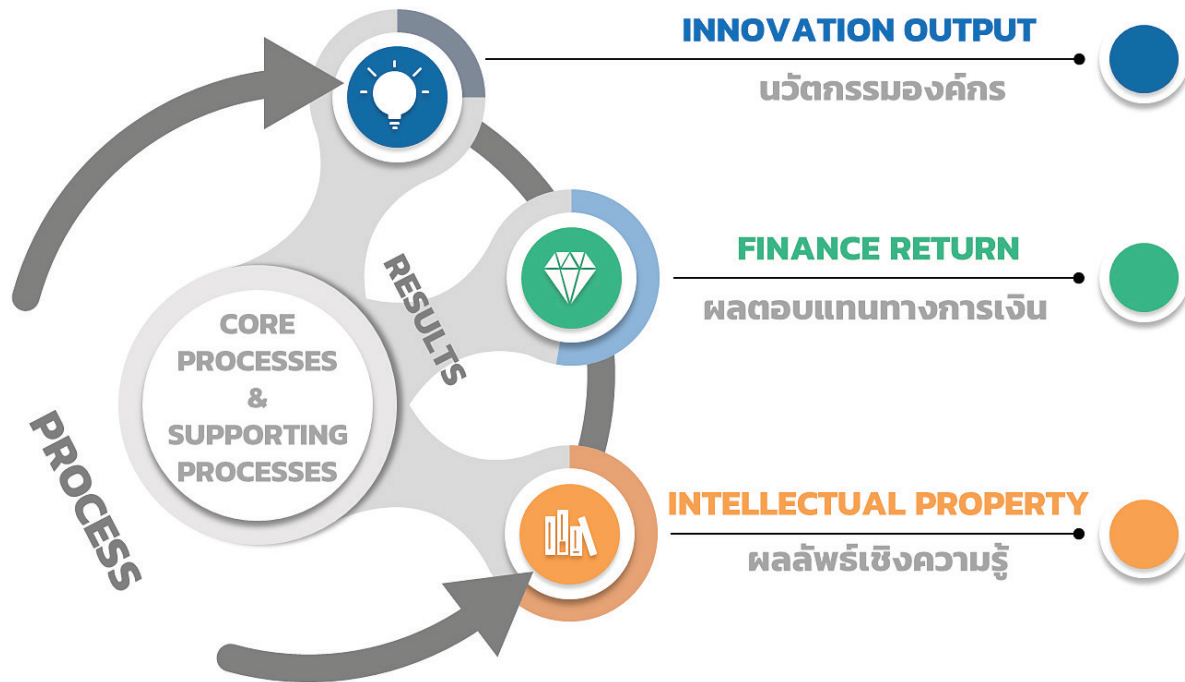 INNOVATION OUTPUT
นวัตกรรมองค์กร
FINANCE RETURN
ผลตอบแทนทางการเงิน
RESULTS
CORE
PROCESSES
&
SUPPORTING
PROCESSES
PROCESS
INTELLECTUAL PROPERTY
ผลลัพธ์เชิงความรู้